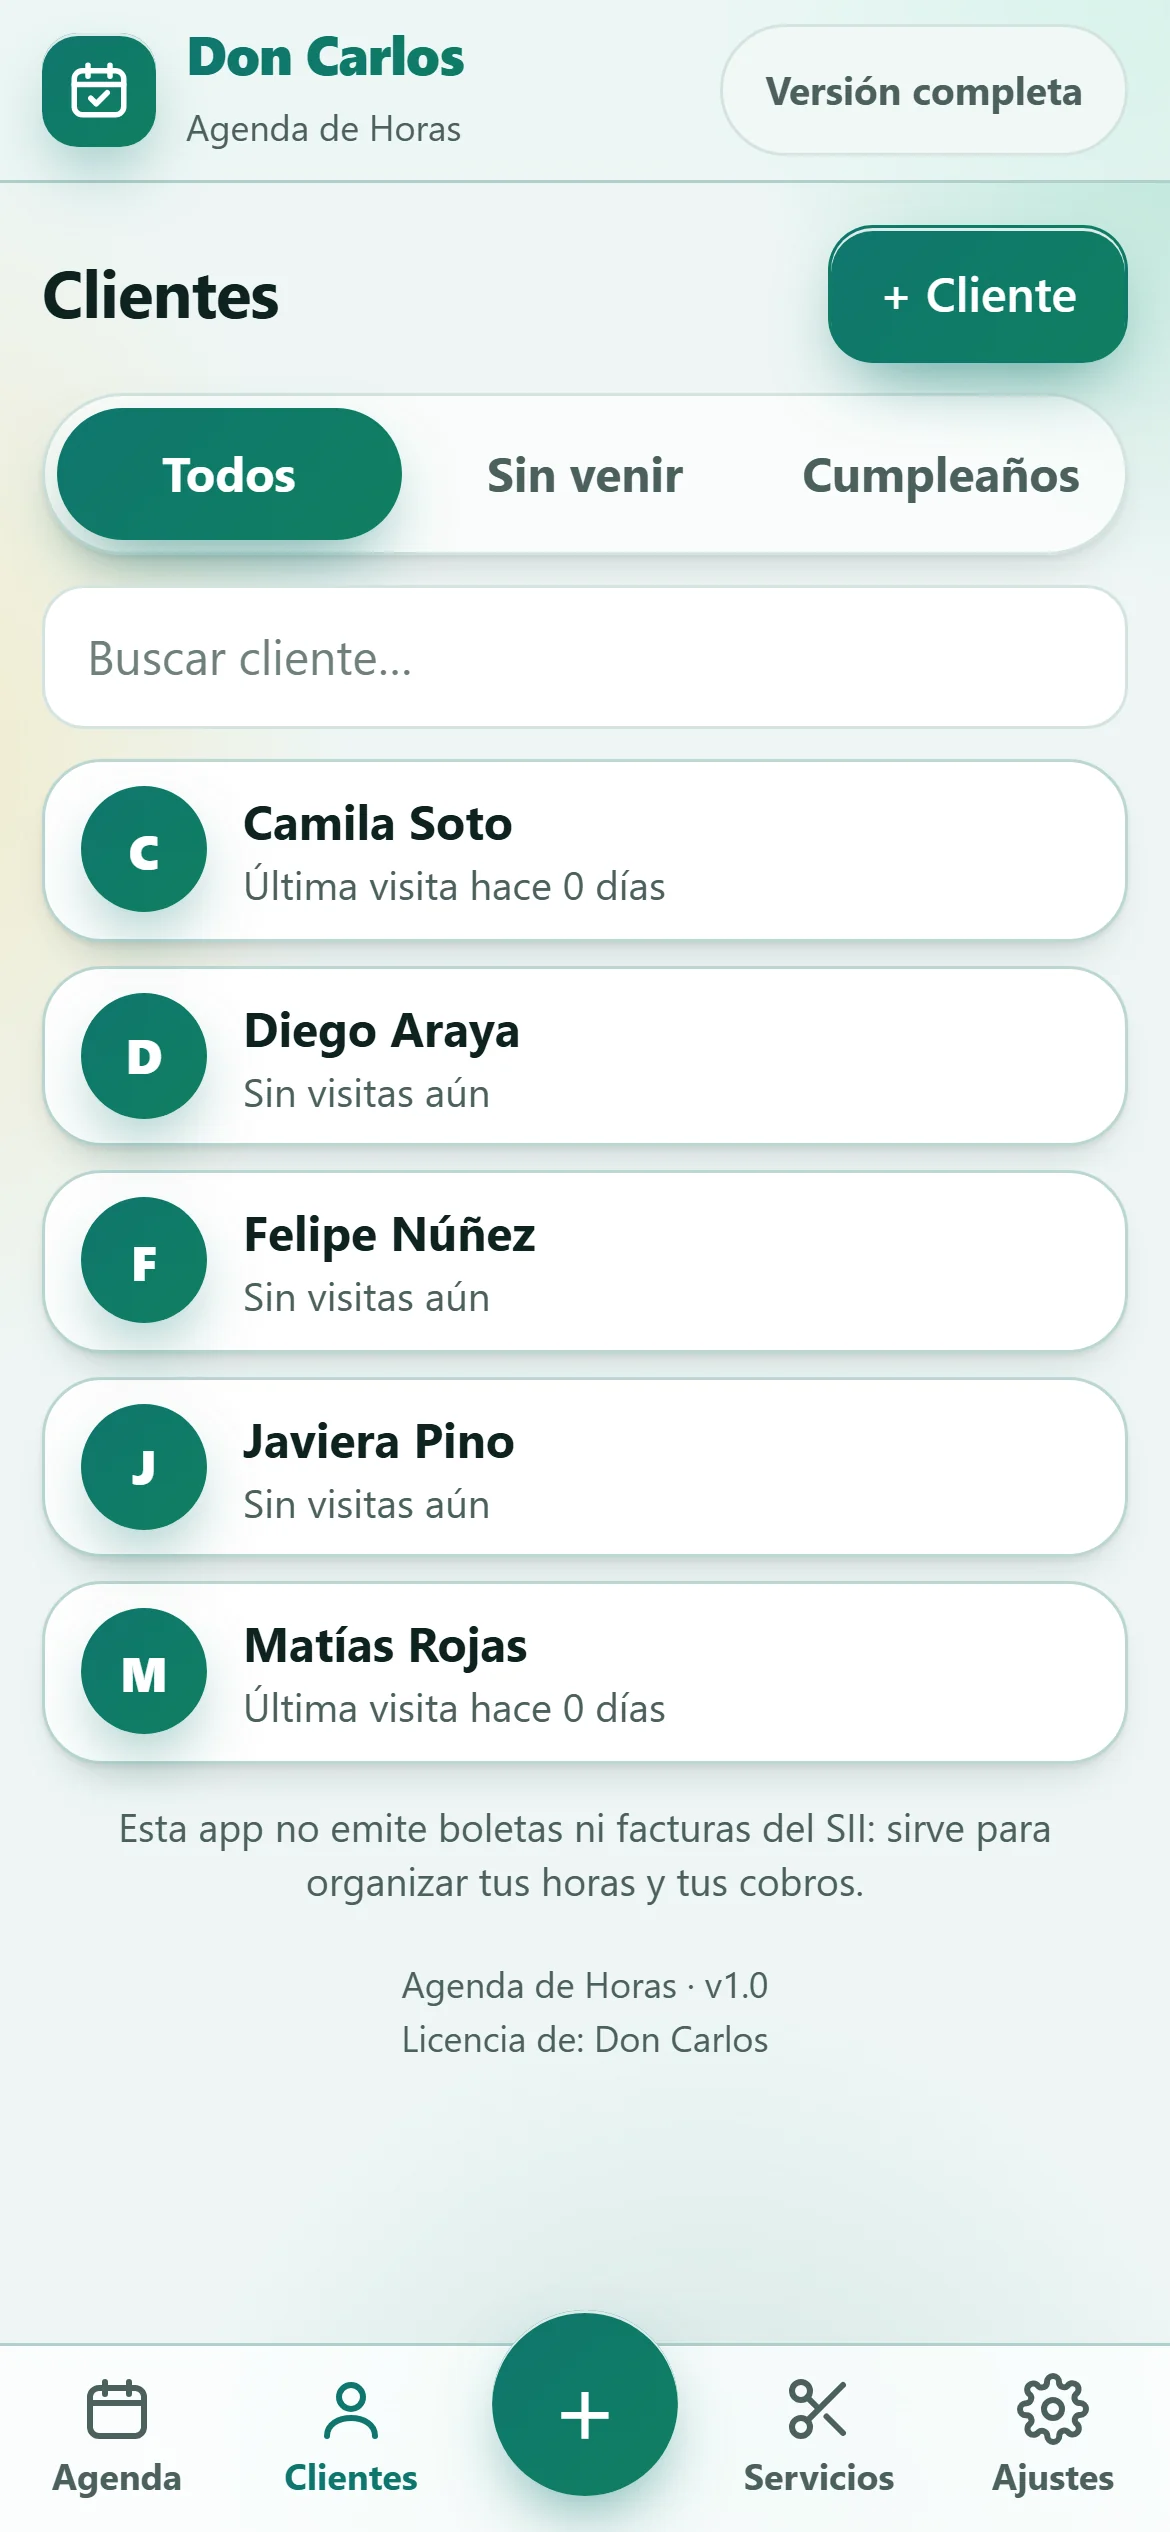 Don Carlos
Agenda de Horas
Versión completa
Clientes
+ Cliente
Todos
Sin venir
Cumpleaños
Buscar cliente...
C
Camila Soto
Última visita hace 0 días
D
Diego Araya
Sin visitas aún
F
Felipe Núñez
Sin visitas aún
J
Javiera Pino
Sin visitas aún
M
Matías Rojas
Última visita hace 0 días
Esta app no emite boletas ni facturas del SII: sirve para
organizar tus horas y tus cobros.
Agenda de Horas · v1.0
Licencia de: Don Carlos
Agenda
Clientes
+
Servicios
Ajustes